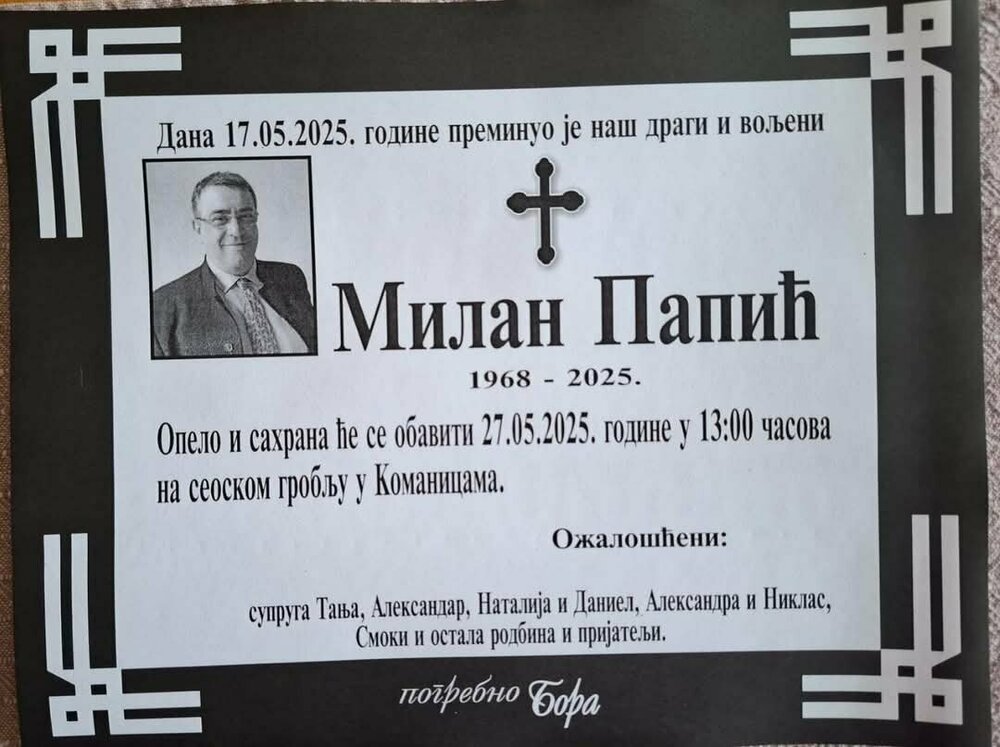 Дана 17.05.2025. године преминуо је наш драги и вољени
Милан Папић
1968 - 2025.
Опело и сахрана ће се обавити 27.05.2025. године у 13:00 часова
на сеоском гробљу у Команицама.
Ожалошћени:
супруга Тања, Александар, Наталија и Даниел, Александра и Никлас,
Смоки и остала родбина и пријатељи.
погребно Бора